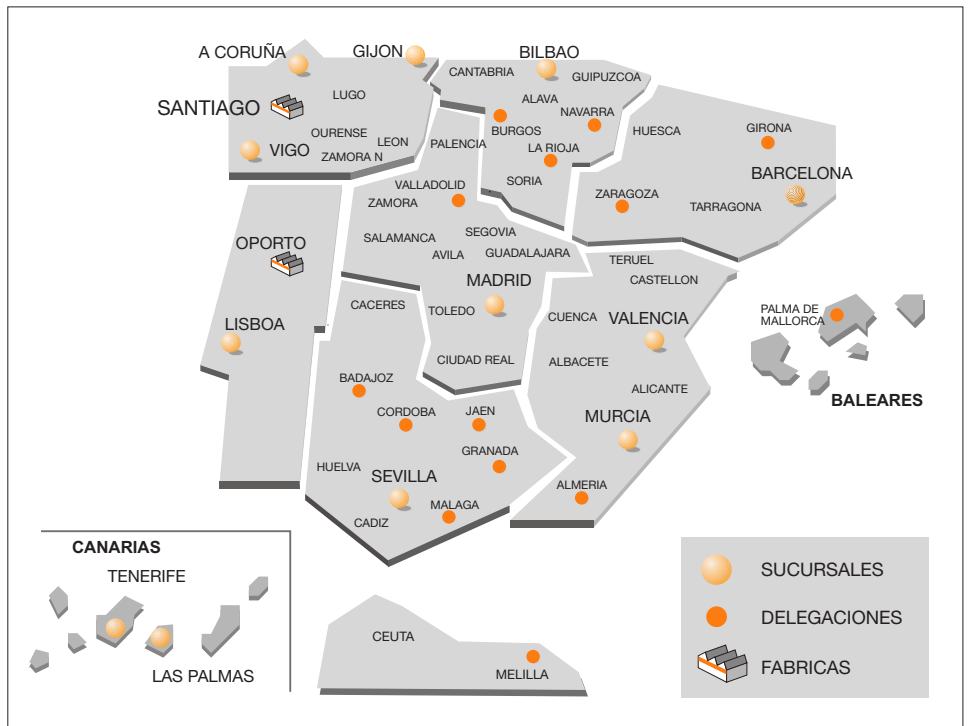 A CORUÑA
GIJON
BILBAO
CANTABRIA
GUIPUZCOA
LUGO
ALAVA
SANTIAGO
NAVARRA
BURGOS
HUESCA
GIRONA
OURENSE
LEON
PALENCIA
LA RIOJA
VIGO
ZAMORA N
SORIA
BARCELONA
VALLADOLID
ZAMORA
ZARAGOZA
TARRAGONA
SEGOVIA
SALAMANCA
OPORTO
AVILA
GUADALAJARA
TERUEL
CASTELLON
MADRID
CACERES
TOLEDO
CUENCA
VALENCIA
PALMA DE
MALLORCA
LISBOA
CIUDAD REAL
ALBACETE
BADAJOZ
ALICANTE
BALEARES
CORDOBA
JAEN
MURCIA
GRANADA
HUELVA
SEVILLA
ALMERIA
MALAGA
CADIZ
CANARIAS
TENERIFE
LAS PALMAS
CEUTA
MELILLA
SUCURSALES
DELEGACIONES
FABRICAS